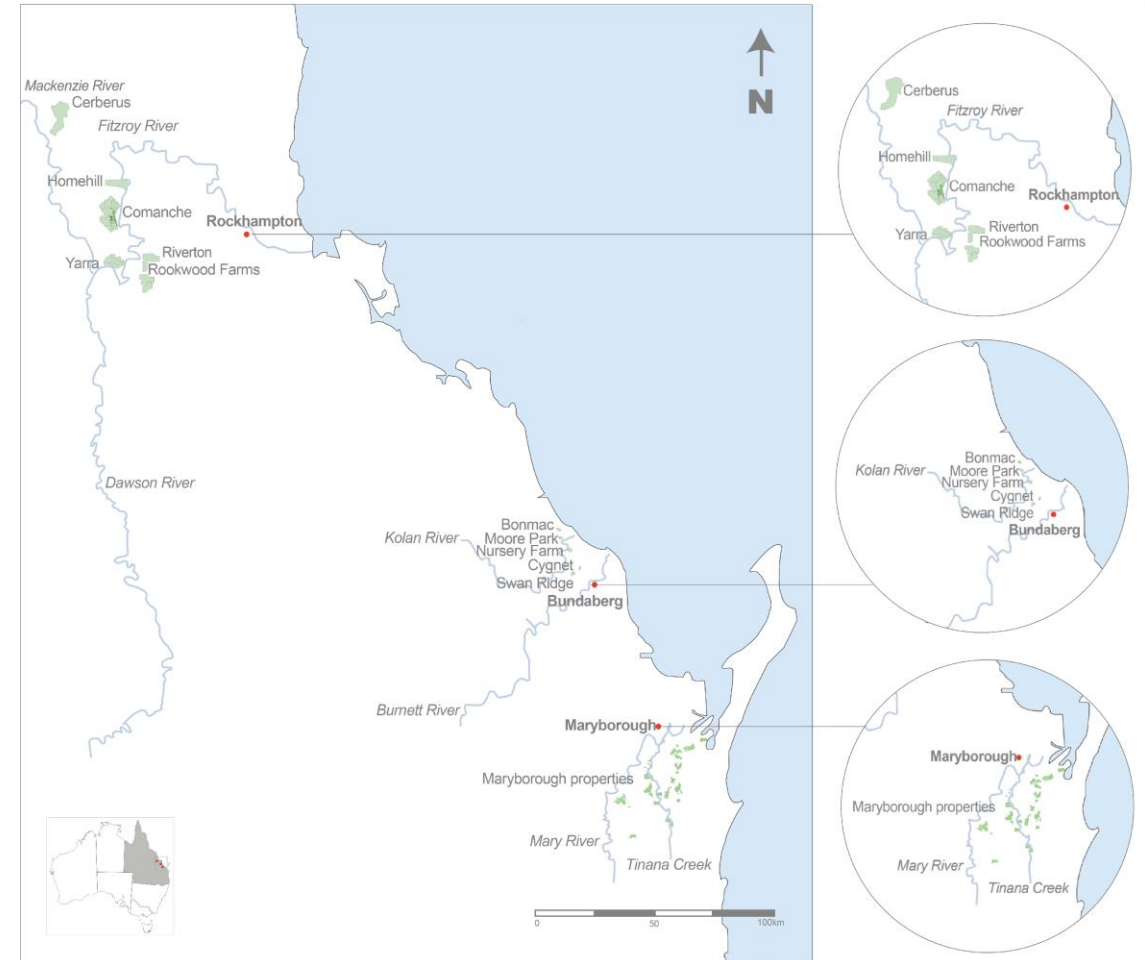 Mackenzie River
Cerberus
Fitzroy River
Homehill
Comanche
Rockhampton
Yarra
Riverton
Rookwood Farms
Dawson River
Kolan River
Bonmac
Moore Park
Nursery Farm
Cygnet
Swan Ridge
Bundaberg
Burnett River
Maryborough
Maryborough properties
Mary River
Tinana Creek
0 50 100km
N
Cerberus
Fitzroy River
Homehill
Comanche
Rockhampton
Yarra
Riverton
Rookwood Farms
Kolan River
Bonmac
Moore Park
Nursery Farm
Cygnet
Swan Ridge
Bundaberg
Maryborough
Maryborough properties
Mary River
Tinana Creek